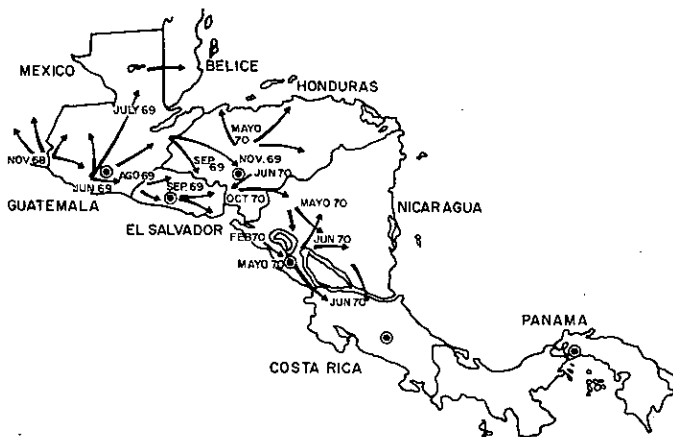 MEXICO
BELICE
HONDURAS
JULY 69
MAYO
70
NOV. 68
SEP.
69
NOV. 69
JUN 70
AGO 69
JUN 69
SEP. 69
OCT 70
MAYO 70
GUATEMALA
NICARAGUA
EL SALVADOR
FEB 70
JUN 70
MAYO 70
JUN 70
PANAMA
COSTA RICA